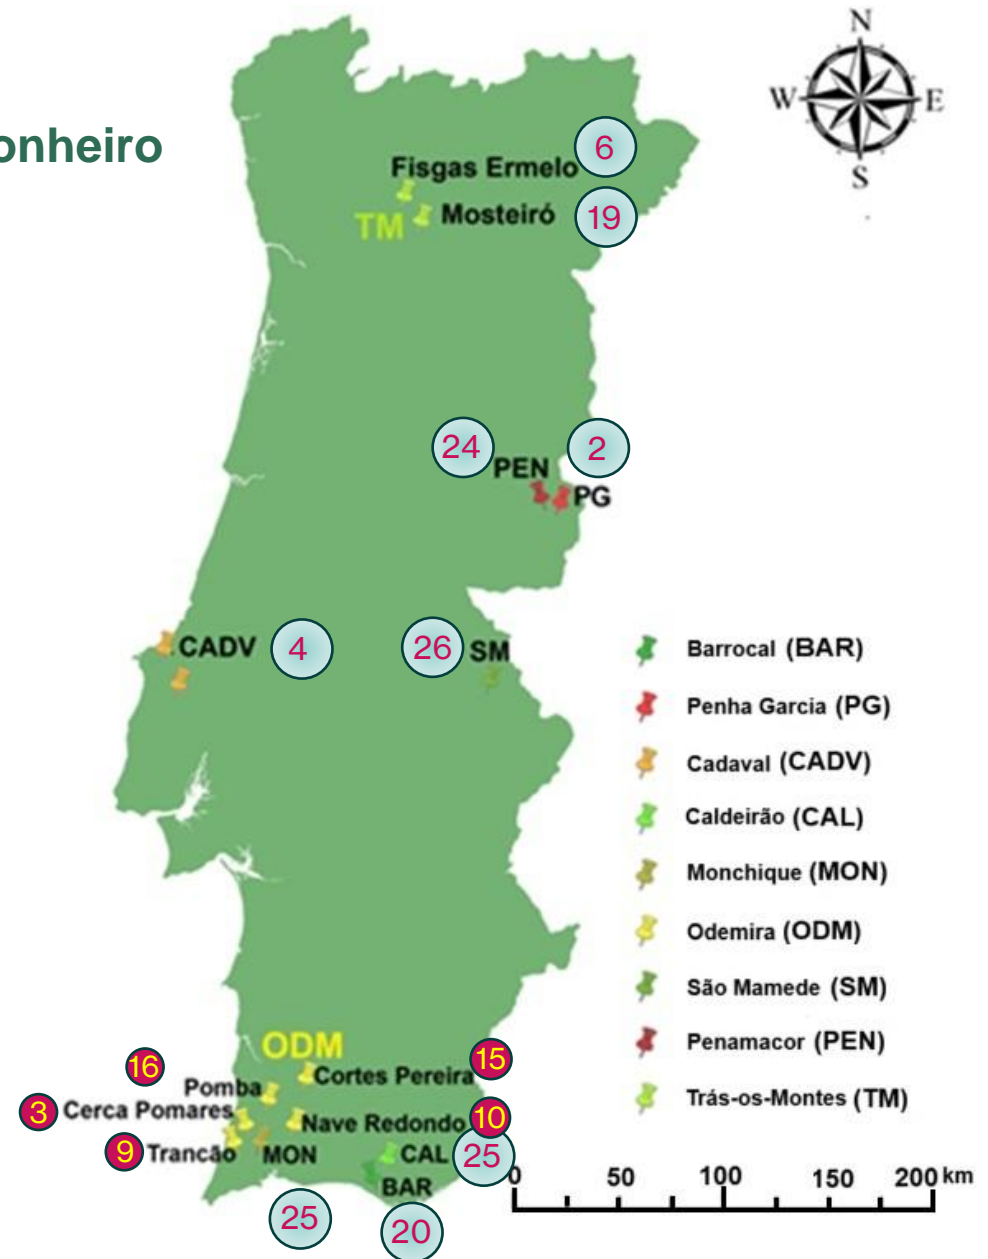 N
W E
S
onheiro
6
Fisgas Ermelo
TM Mosteiró 19
24 2
PEN
PG
CADV 4 26 SM
Barrocal (BAR)
Penha Garcia (PG)
Cadaval (CADV)
Caldeirão (CAL)
Monchique (MON)
Odemira (ODM)
São Mamede (SM)
Penamacor (PEN)
Trás-os-Montes (TM)
ODM
16 15
Cortes Pereira
Pomba
3 Cerca Pomares
Nave Redondo 10
9 Trancão MON CAL 25
BAR
25 20
0 50 100 150 200 km